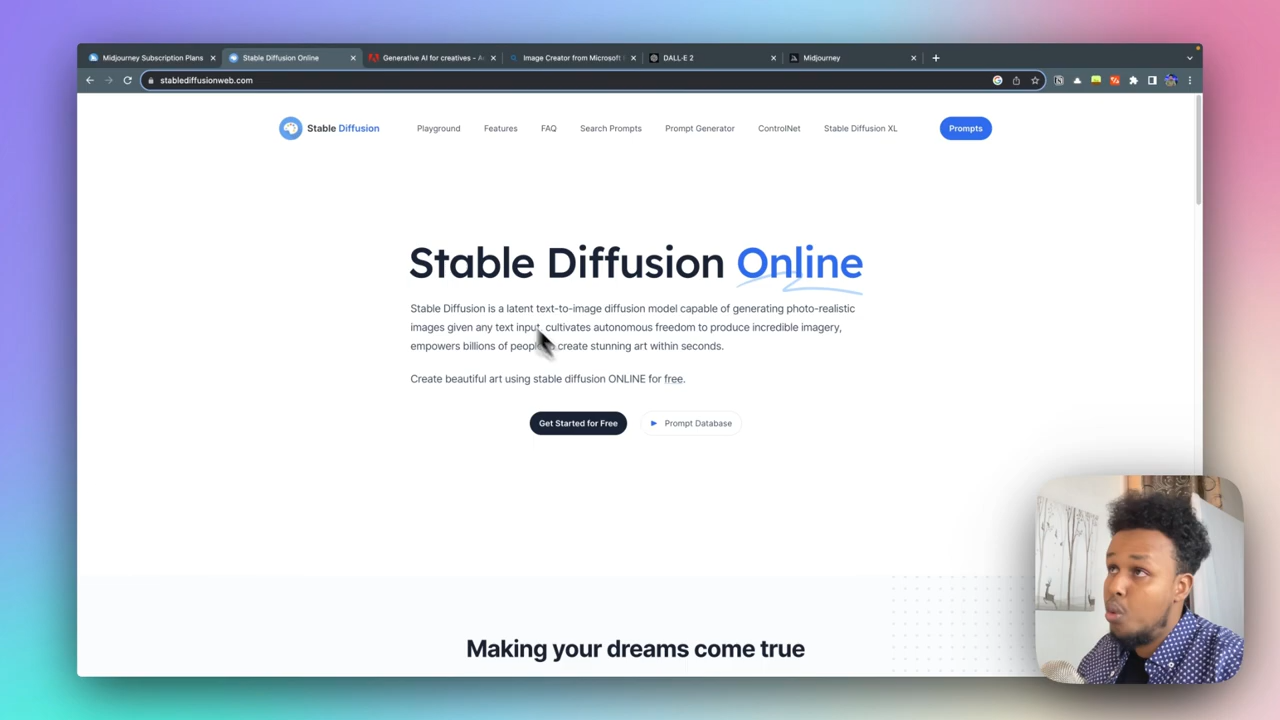 Midjourney Subscription Plans
Stable Diffusion Online
Generative AI for creatives - A
Image Creator from Microsoft
DALL·E 2
Midjourney
stablediffusionweb.com
Stable Diffusion
Playground
Features
FAQ
Search Prompts
Prompt Generator
ControlNet
Stable Diffusion XL
Prompts
Stable Diffusion Online
Stable Diffusion is a latent text-to-image diffusion model capable of generating photo-realistic
images given any text input, cultivates autonomous freedom to produce incredible imagery,
empowers billions of people to create stunning art within seconds.
Create beautiful art using stable diffusion ONLINE for free.
Get Started for Free
Prompt Database
Making your dreams come true